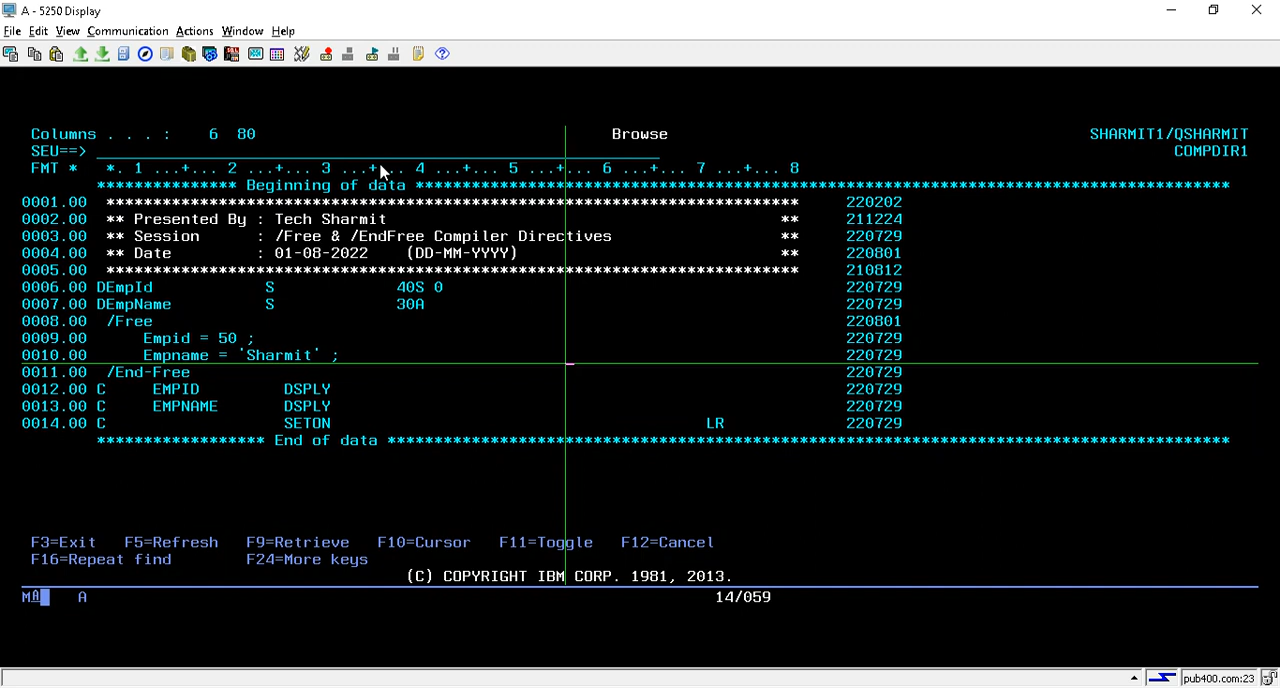 A - 5250 Display
File Edit View Communication Actions Window Help
Columns . . . : 6 80 Browse SHARMIT1/QSHARMIT
SEU==> COMPDIR1
FMT * *. 1 ...+... 2 ...+... 3 ...+... 4 ...+... 5 ...+... 6 ...+... 7 ...+... 8
*************** Beginning of data ***************************************************************************************
0001.00 ************************************************************************** 220202
0002.00 ** Presented By : Tech Sharmit ** 211224
0003.00 ** Session : /Free & /EndFree Compiler Directives ** 220729
0004.00 ** Date : 01-08-2022 (DD-MM-YYYY) ** 220801
0005.00 ************************************************************************** 210812
0006.00 DEmpId S 40S 0 220729
0007.00 DEmpName S 30A 220729
0008.00 /Free 220801
0009.00 Empid = 50 ; 220729
0010.00 Empname = 'Sharmit' ; 220729
0011.00 /End-Free 220729
0012.00 C EMPID DSPLY 220729
0013.00 C EMPNAME DSPLY 220729
0014.00 C SETON LR 220729
****************** End of data ******************************************************************************************
F3=Exit F5=Refresh F9=Retrieve F10=Cursor F11=Toggle F12=Cancel
F16=Repeat find F24=More keys
(C) COPYRIGHT IBM CORP. 1981, 2013.
MA A 14/059
pub400.com:23